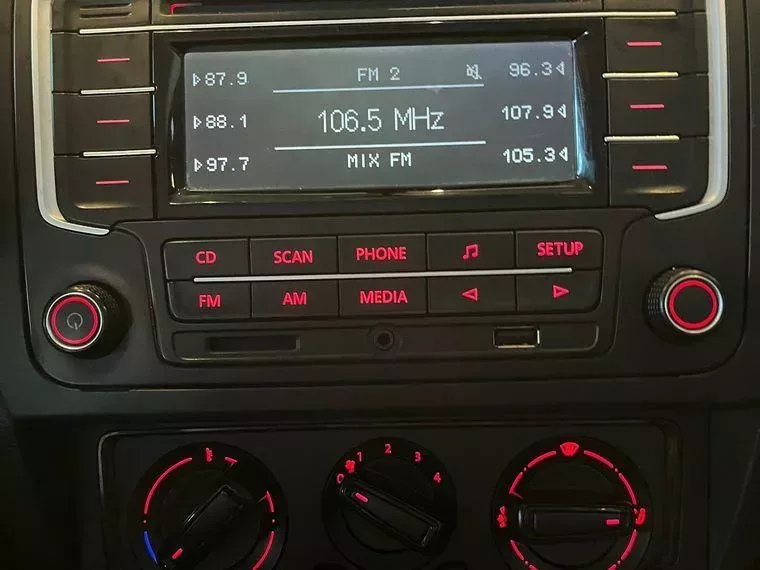 87.9 FM 2 96.3
106.5 MHz
88.1 107.9
97.7 MIX FM 105.3
CD SCAN PHONE SETUP
FM AM MEDIA
0 1 2 3 4